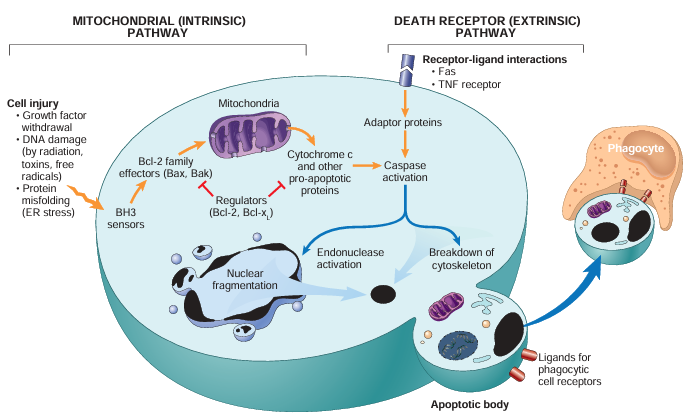 MITOCHONDRIAL (INTRINSIC)
PATHWAY
DEATH RECEPTOR (EXTRINSIC)
PATHWAY
Receptor-ligand interactions
• Fas
• TNF receptor
Cell injury
• Growth factor
withdrawal
• DNA damage
(by radiation,
toxins, free
radicals)
• Protein
misfolding
(ER stress)
Mitochondria
Adaptor proteins
Phagocyte
Bcl-2 family
effectors (Bax, Bak)
Cytochrome c
and other
pro-apoptotic
proteins
Caspase
activation
Regulators
(Bcl-2, Bcl-xL)
BH3
sensors
Endonuclease
activation
Breakdown of
cytoskeleton
Nuclear
fragmentation
Ligands for
phagocytic
cell receptors
Apoptotic body